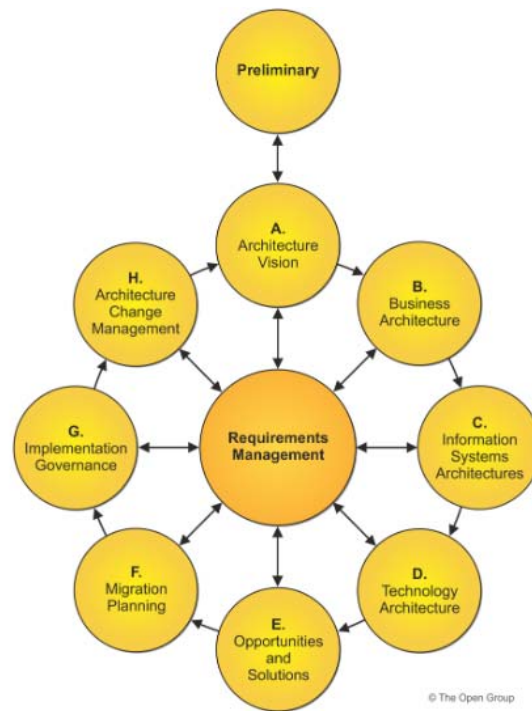 Preliminary
A.
Architecture
Vision
B.
Business
Architecture
C.
Information
Systems
Architectures
D.
Technology
Architecture
E.
Opportunities
and
Solutions
F.
Migration
Planning
G.
Implementation
Governance
H.
Architecture
Change
Management
Requirements
Management
© The Open Group